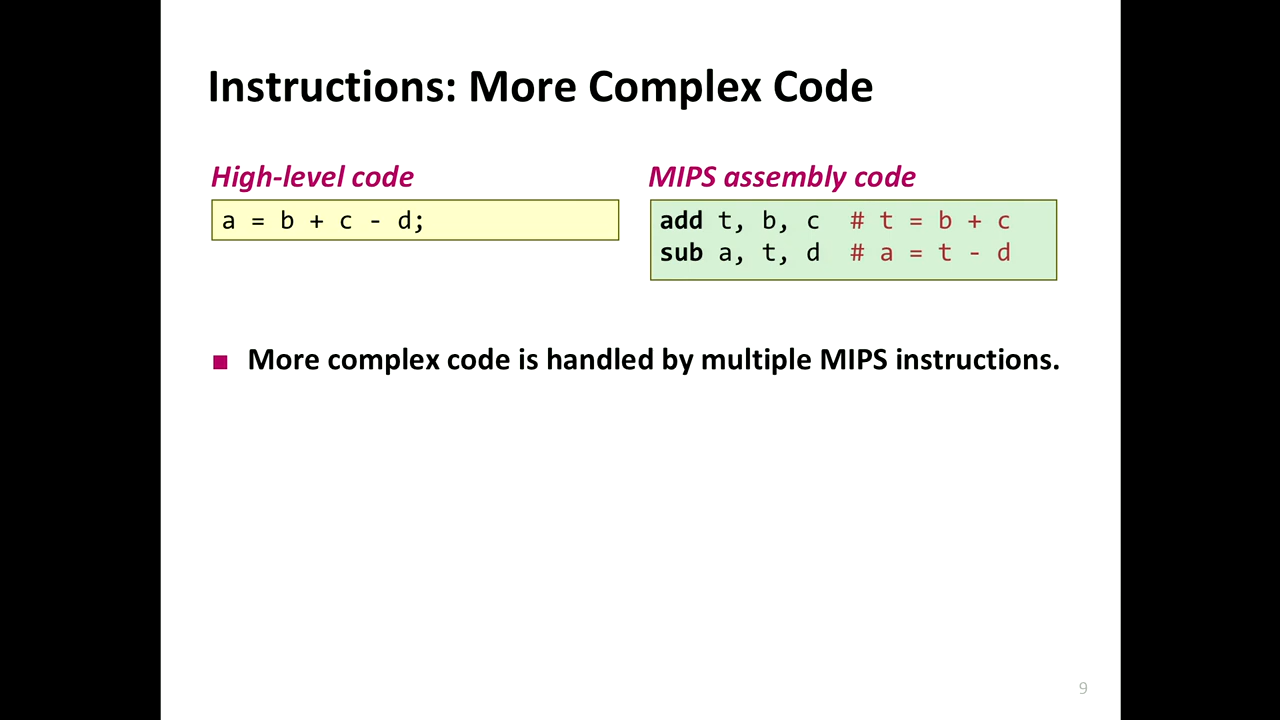 Instructions: More Complex Code
High-level code
a = b + c - d;
MIPS assembly code
add t, b, c  # t = b + c
sub a, t, d  # a = t - d
■ More complex code is handled by multiple MIPS instructions.
9